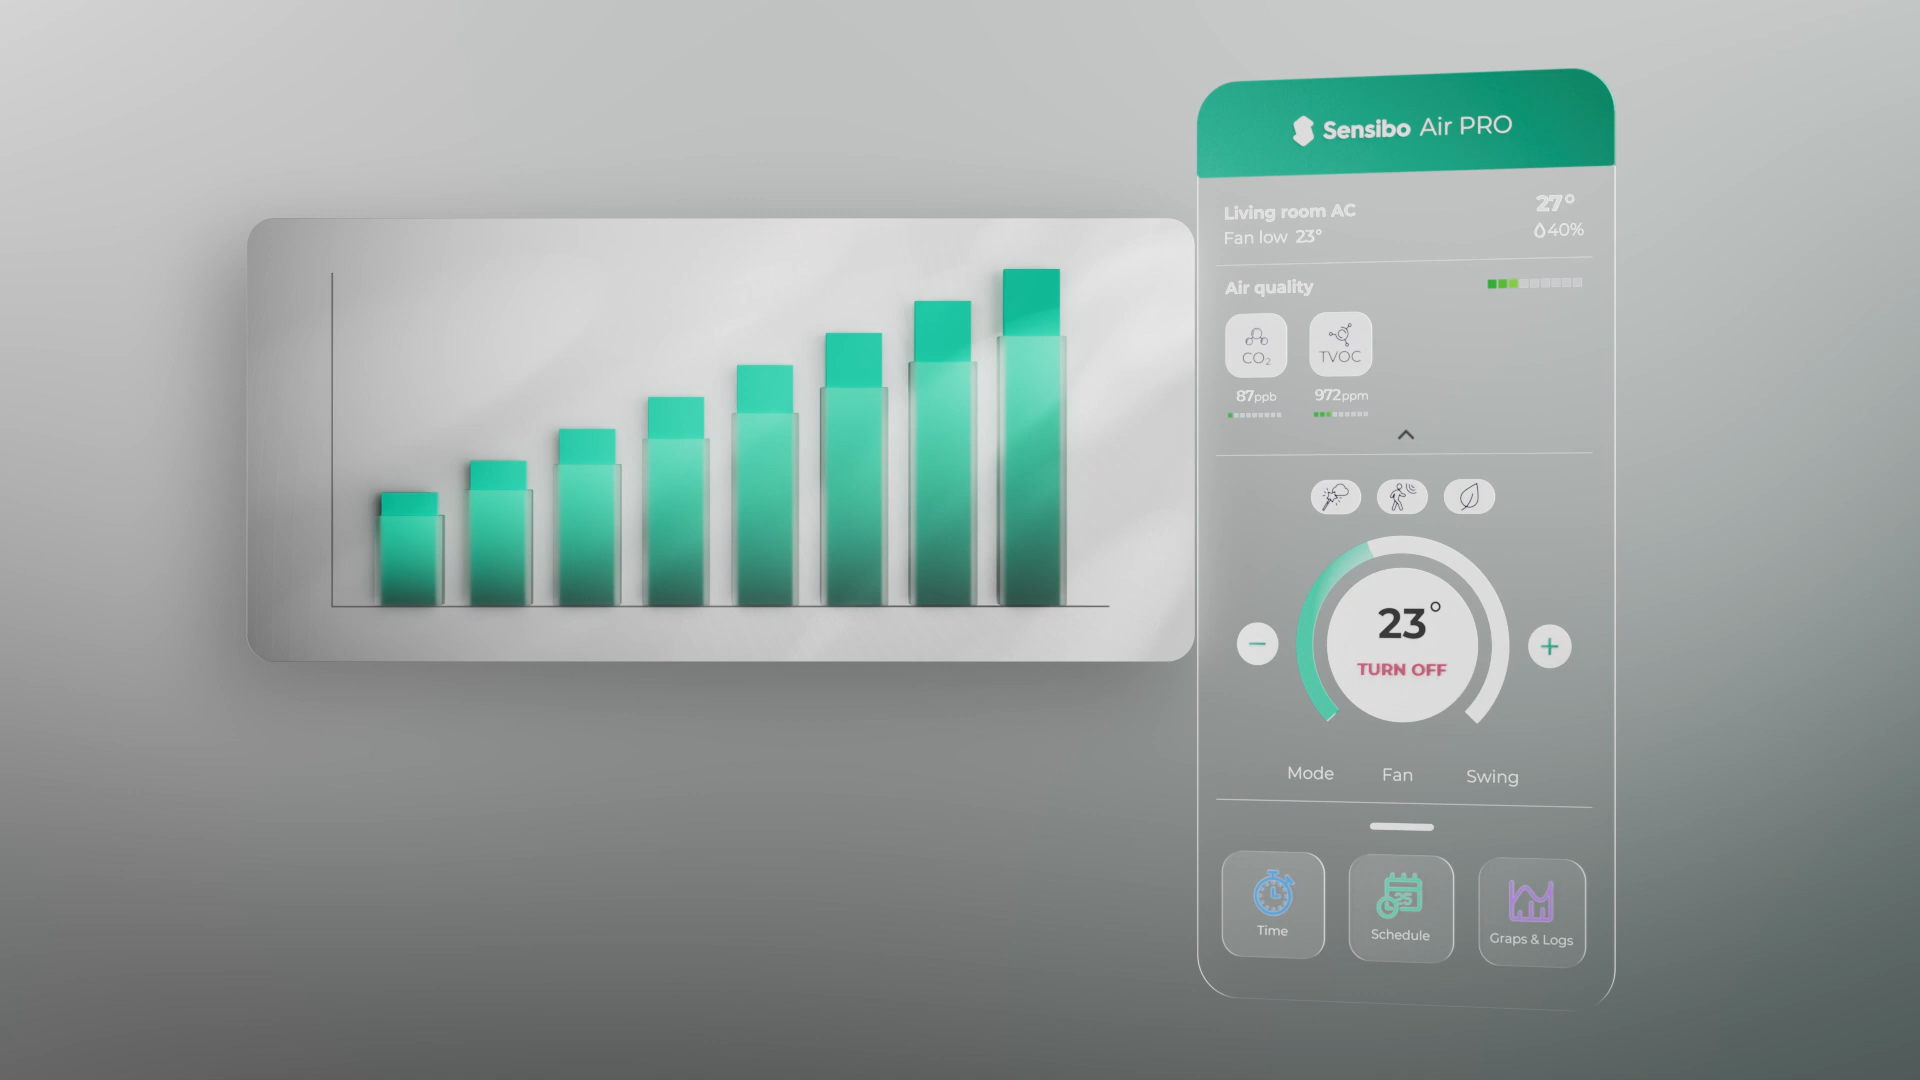 Sensibo Air PRO
Living room AC
27°
Fan low 23°
40%
Air quality
CO₂
TVOC
87ppb
972ppm
23°
TURN OFF
Mode
Fan
Swing
Time
Schedule
Graps & Logs